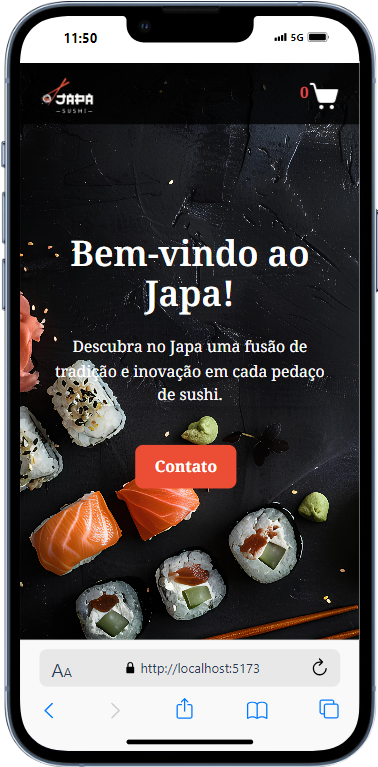 11:50
5G
JAPA
SUSHI
0
Bem-vindo ao
Japa!
Descubra no Japa uma fusão de
tradição e inovação em cada pedaço
de sushi.
Contato
AA
http://localhost:5173